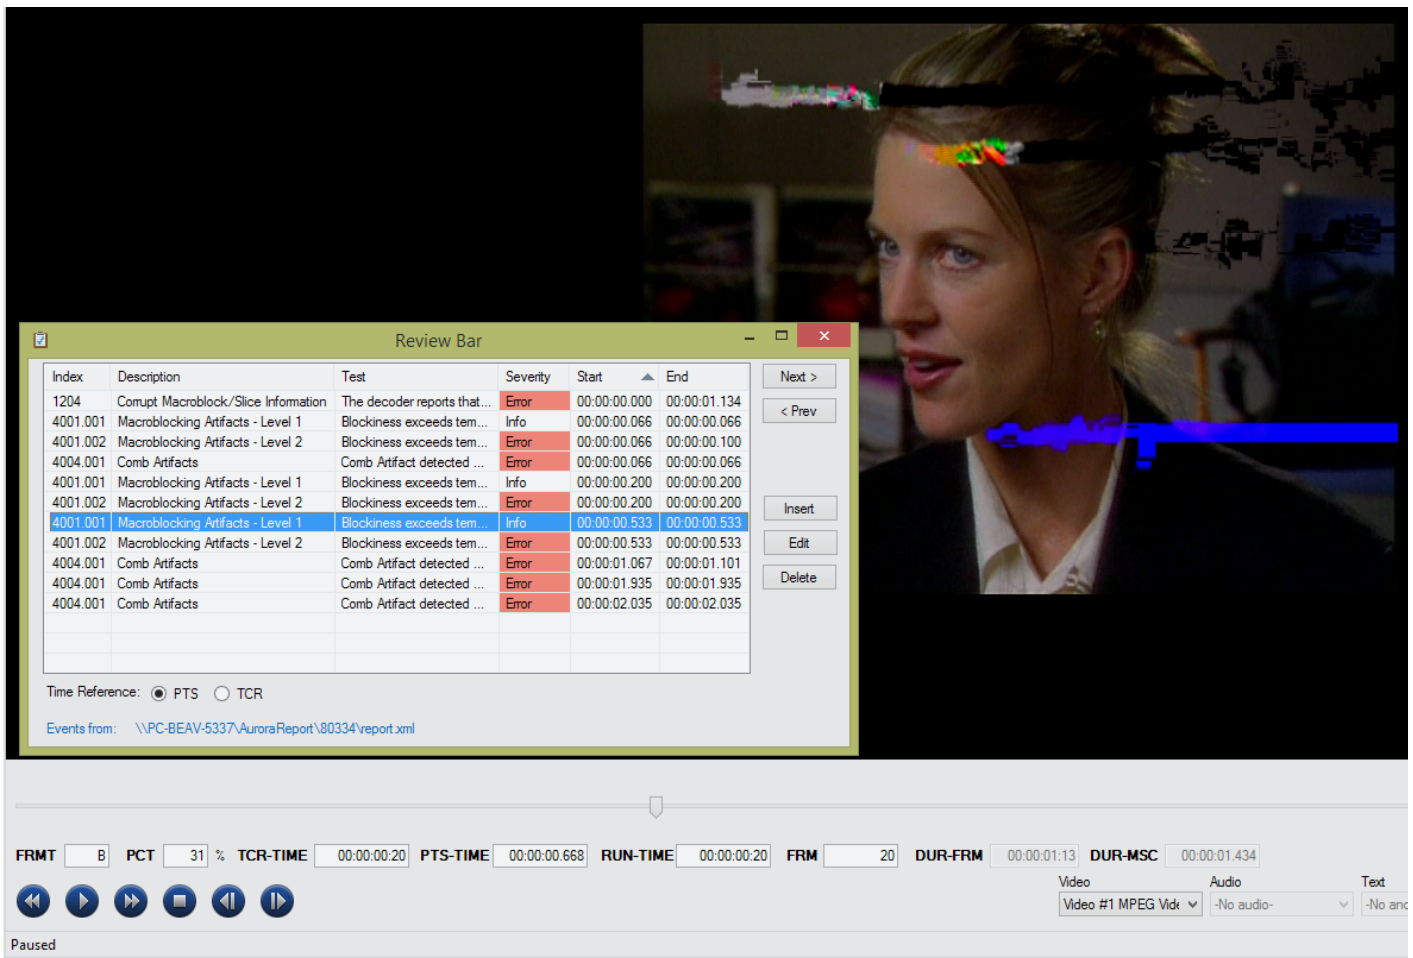 Review Bar
Index Description Test Severity Start End
1204 Corrupt Macroblock/Slice Information The decoder reports that... Error 00:00:00.000 00:00:01.134
4001.001 Macroblocking Artifacts - Level 1 Blockiness exceeds tem... Info 00:00:00.066 00:00:00.066
4001.002 Macroblocking Artifacts - Level 2 Blockiness exceeds tem... Error 00:00:00.066 00:00:00.100
4004.001 Comb Artifacts Comb Artifact detected ... Error 00:00:00.066 00:00:00.066
4001.001 Macroblocking Artifacts - Level 1 Blockiness exceeds tem... Info 00:00:00.200 00:00:00.200
4001.002 Macroblocking Artifacts - Level 2 Blockiness exceeds tem... Error 00:00:00.200 00:00:00.200
4001.001 Macroblocking Artifacts - Level 1 Blockiness exceeds tem... Info 00:00:00.533 00:00:00.533
4001.002 Macroblocking Artifacts - Level 2 Blockiness exceeds tem... Error 00:00:00.533 00:00:00.533
4004.001 Comb Artifacts Comb Artifact detected ... Error 00:00:01.067 00:00:01.101
4004.001 Comb Artifacts Comb Artifact detected ... Error 00:00:01.935 00:00:01.935
4004.001 Comb Artifacts Comb Artifact detected ... Error 00:00:02.035 00:00:02.035
Next >
< Prev
Insert
Edit
Delete
Time Reference: PTS TCR
Events from: \\PC-BEAV-5337\AuroraReport\80334\report.xml
FRMT B PCT 31 % TCR-TIME 00:00:00:20 PTS-TIME 00:00:00.668 RUN-TIME 00:00:00:20 FRM 20 DUR-FRM 00:00:01:13 DUR-MSC 00:00:01.434
Video Audio Text
Video #1 MPEG Vide -No audio- -No anc
Paused